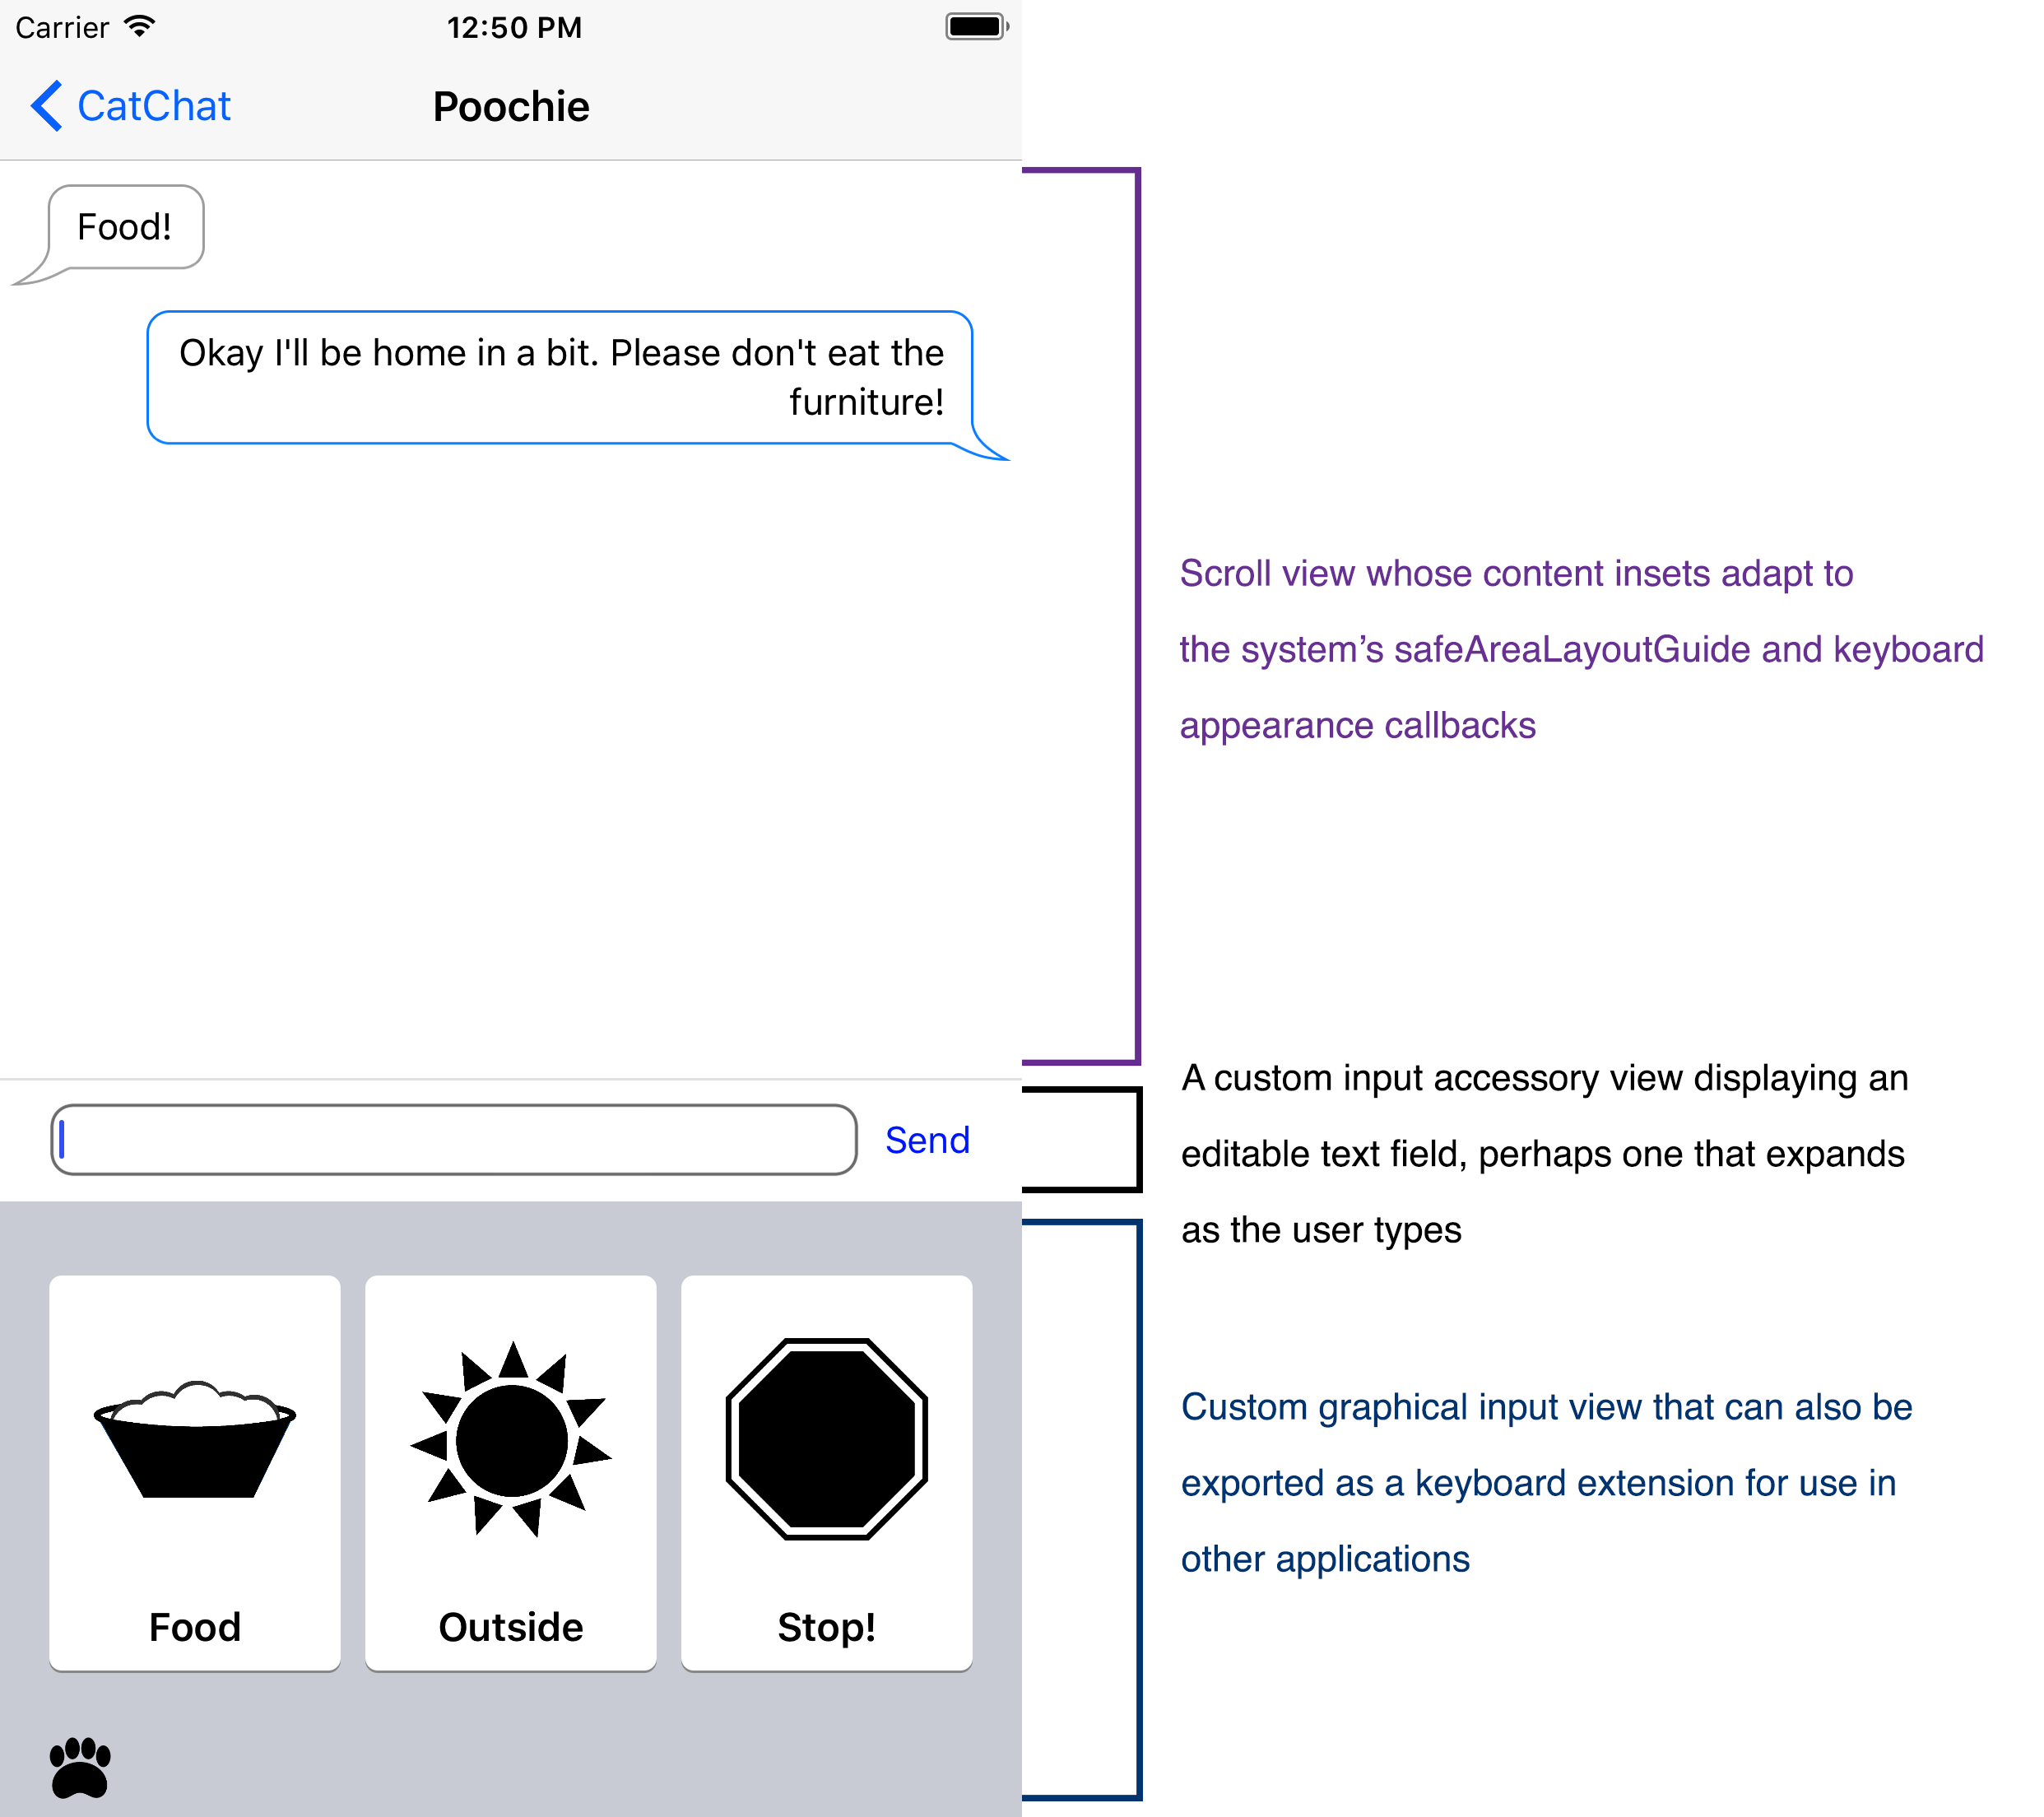 Carrier 12:50 PM
CatChat Poochie
Food!
Okay I'll be home in a bit. Please don't eat the
furniture!
Scroll view whose content insets adapt to
the system’s safeAreaLayoutGuide and keyboard
appearance callbacks
A custom input accessory view displaying an
editable text field, perhaps one that expands
as the user types
Send
Custom graphical input view that can also be
exported as a keyboard extension for use in
other applications
Food Outside Stop!